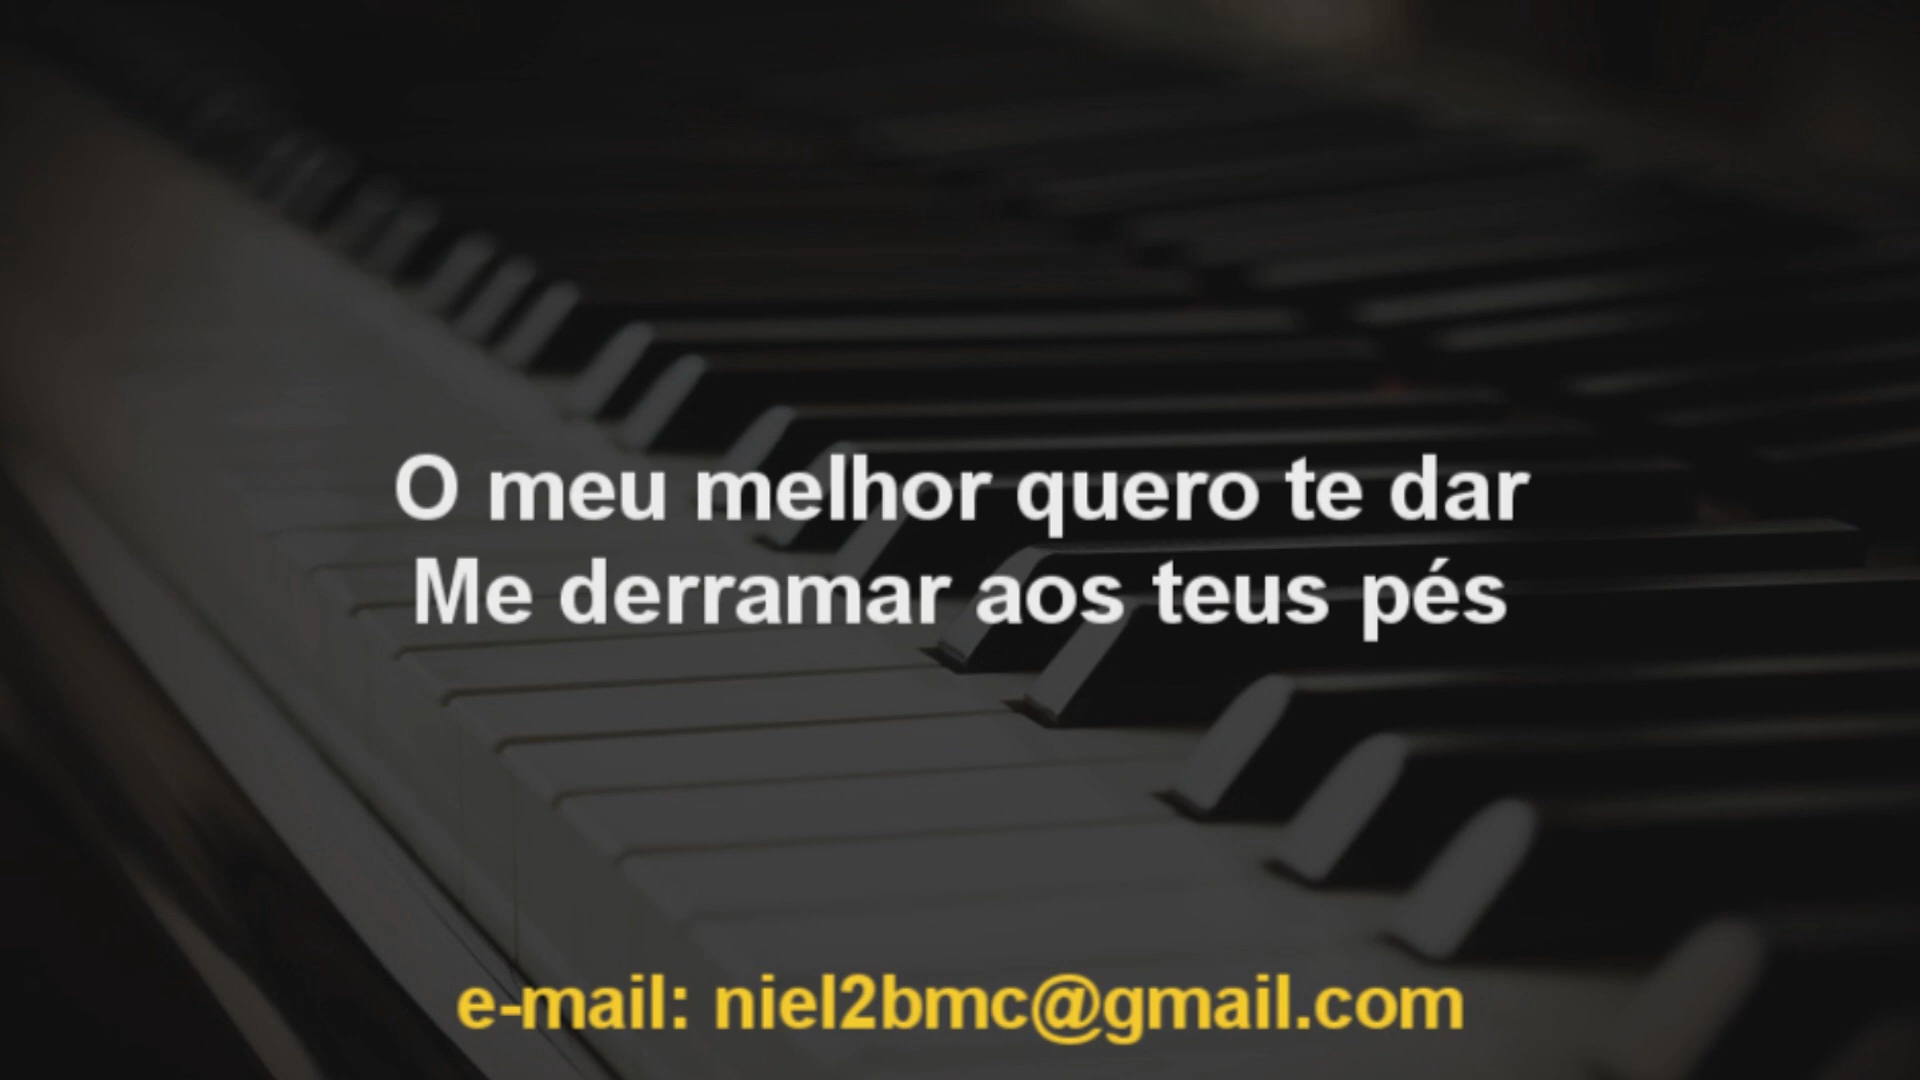 O meu melhor quero te dar
Me derramar aos teus pés
e-mail: niel2bmc@gmail.com